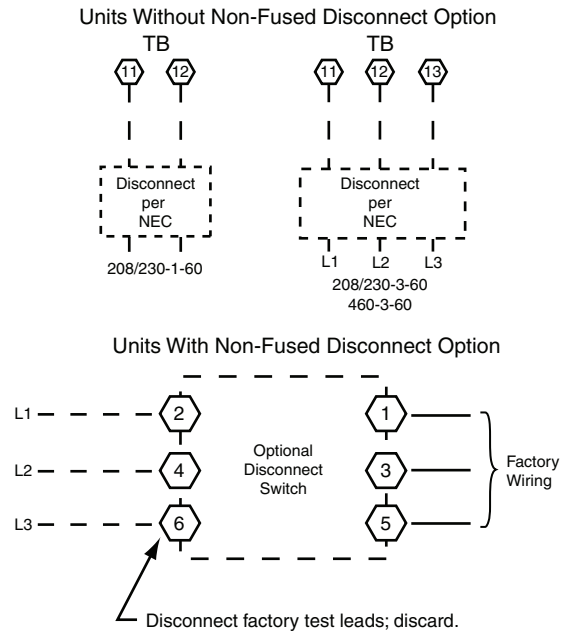 Units Without Non-Fused Disconnect Option
TB
TB
11
12
11
12
13
Disconnect
per
NEC
Disconnect
per
NEC
L1
L2
L3
208/230-1-60
208/230-3-60
460-3-60
Units With Non-Fused Disconnect Option
L1
2
1
L2
4
3
L3
6
5
Optional
Disconnect
Switch
Factory
Wiring
Disconnect factory test leads; discard.